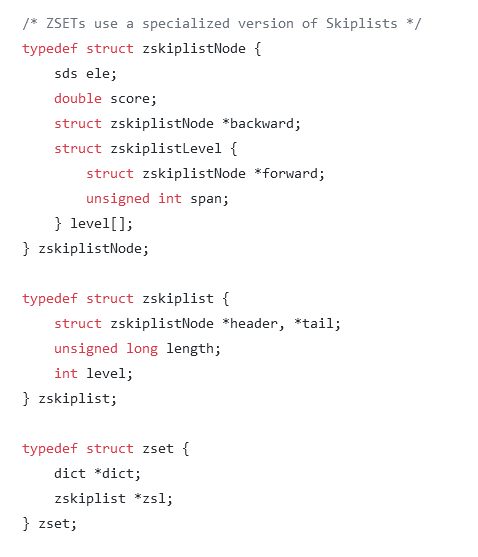 /* ZSETs use a specialized version of Skiplists */
typedef struct zskiplistNode {
    sds ele;
    double score;
    struct zskiplistNode *backward;
    struct zskiplistLevel {
        struct zskiplistNode *forward;
        unsigned int span;
    } level[];
} zskiplistNode;

typedef struct zskiplist {
    struct zskiplistNode *header, *tail;
    unsigned long length;
    int level;
} zskiplist;

typedef struct zset {
    dict *dict;
    zskiplist *zsl;
} zset;